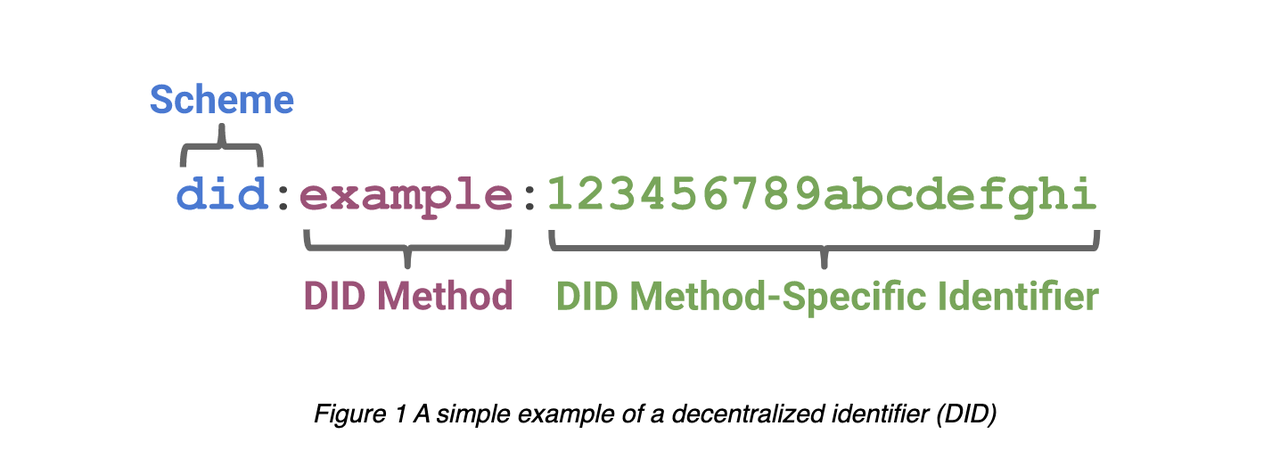 Scheme
did:example:123456789abcdefghi
DID Method DID Method-Specific Identifier
Figure 1 A simple example of a decentralized identifier (DID)